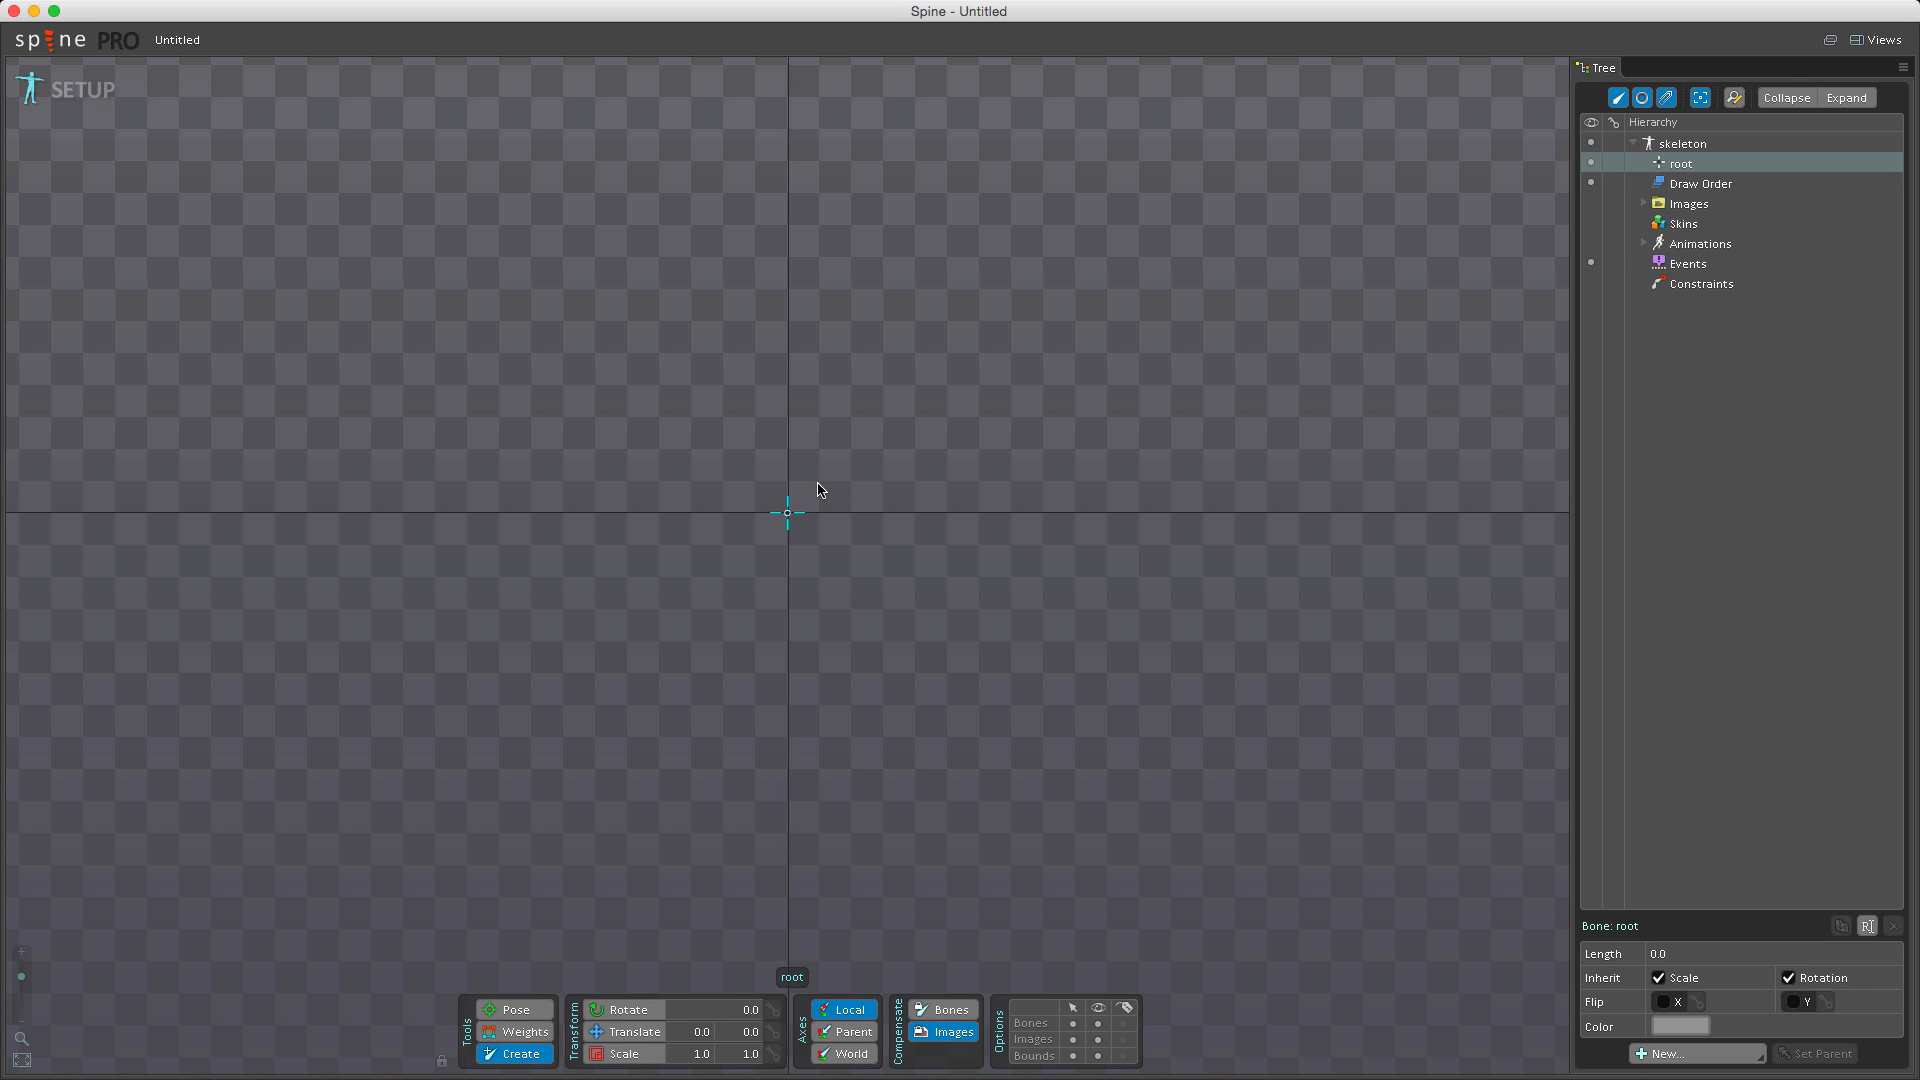 Spine - Untitled
spine PRO Untitled
Views
SETUP
Tree
Collapse Expand
Hierarchy
skeleton
root
Draw Order
Images
Skins
Animations
Events
Constraints
root
Tools
Pose
Weights
Create
Transform
Rotate 0.0
Translate 0.0 0.0
Scale 1.0 1.0
Axes
Local
Parent
World
Compensate
Bones
Images
Options
Bones
Images
Bounds
Bone: root
Length 0.0
Inherit Scale Rotation
Flip X Y
Color
New... Set Parent